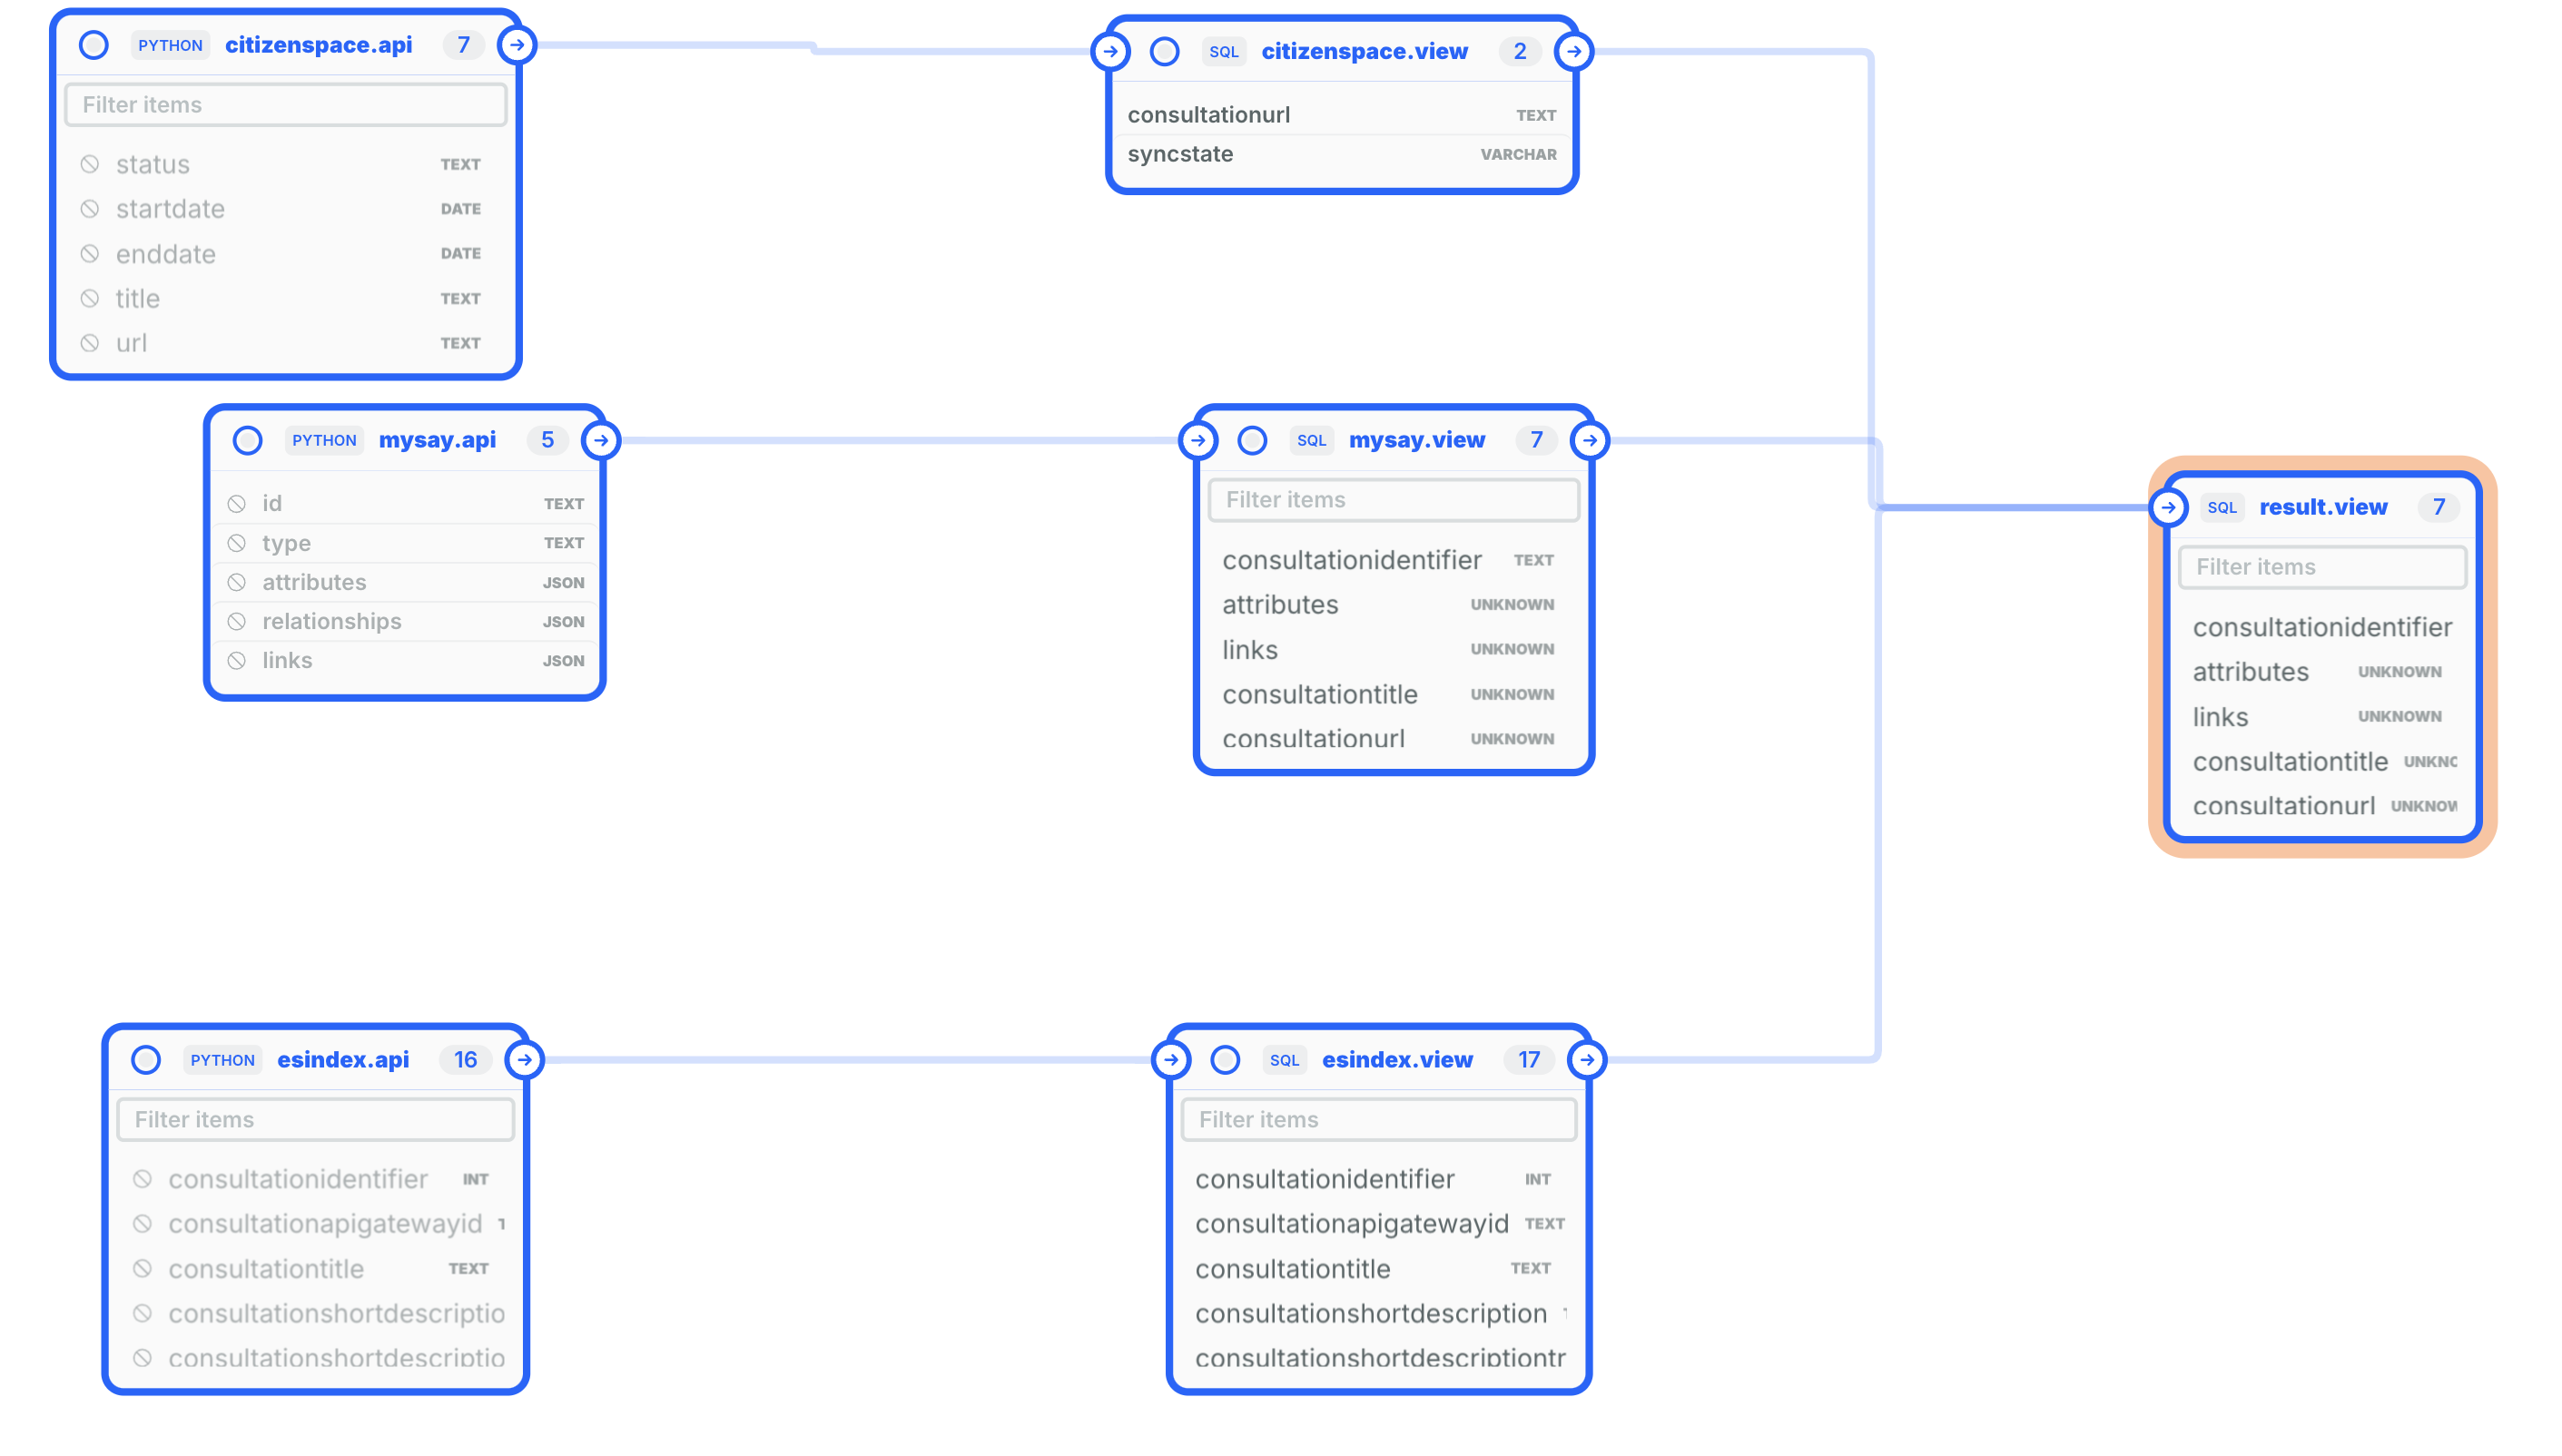 PYTHON citizenspace.api 7
Filter items
status TEXT
startdate DATE
enddate DATE
title TEXT
url TEXT
SQL citizenspace.view 2
consultationurl TEXT
syncstate VARCHAR
PYTHON mysay.api 5
id TEXT
type TEXT
attributes JSON
relationships JSON
links JSON
SQL mysay.view 7
Filter items
consultationidentifier TEXT
attributes UNKNOWN
links UNKNOWN
consultationtitle UNKNOWN
consultationurl UNKNOWN
SQL result.view 7
Filter items
consultationidentifier
attributes UNKNOWN
links UNKNOWN
consultationtitle UNKNO
consultationurl UNKNOW
PYTHON esindex.api 16
Filter items
consultationidentifier INT
consultationapigatewayid T
consultationtitle TEXT
consultationshortdescriptio
consultationshortdescriptio
SQL esindex.view 17
Filter items
consultationidentifier INT
consultationapigatewayid TEXT
consultationtitle TEXT
consultationshortdescription
consultationshortdescriptiontr